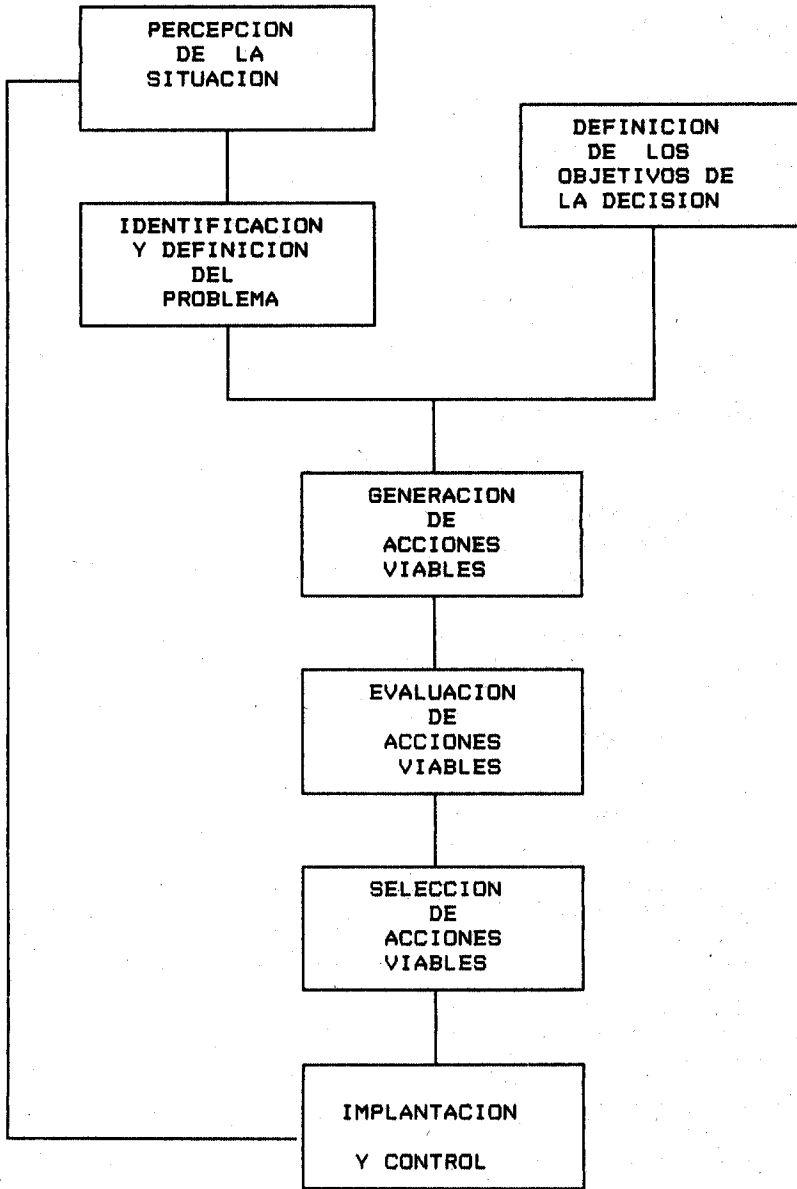 PERCEPCION
DE LA
SITUACION
DEFINICION
DE LOS
OBJETIVOS DE
LA DECISION
IDENTIFICACION
Y DEFINICION
DEL
PROBLEMA
GENERACION
DE
ACCIONES
VIABLES
EVALUACION
DE
ACCIONES
VIABLES
SELECCION
DE
ACCIONES
VIABLES
IMPLANTACION
Y CONTROL